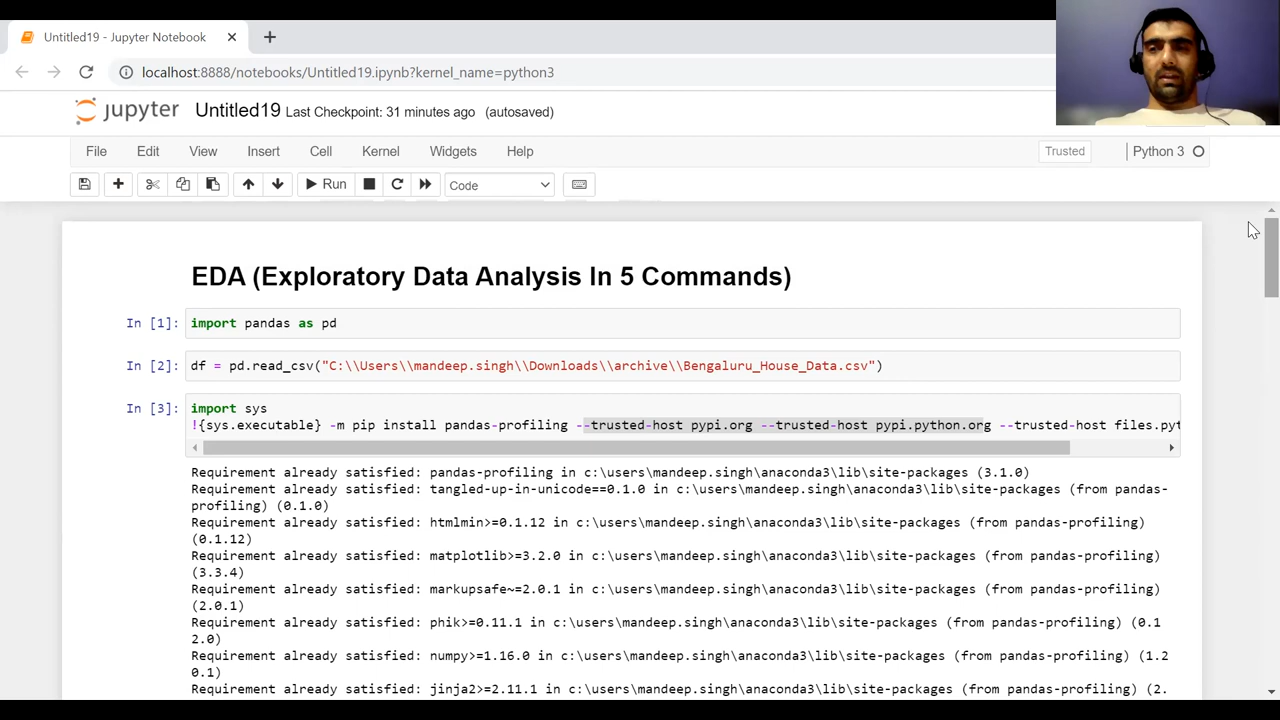 Untitled19 - Jupyter Notebook
localhost:8888/notebooks/Untitled19.ipynb?kernel_name=python3
jupyter Untitled19 Last Checkpoint: 31 minutes ago (autosaved)
File Edit View Insert Cell Kernel Widgets Help Trusted Python 3
Run Code
EDA (Exploratory Data Analysis In 5 Commands)
In [1]: import pandas as pd
In [2]: df = pd.read_csv("C:\\Users\\mandeep.singh\\Downloads\\archive\\Bengaluru_House_Data.csv")
In [3]: import sys
!{sys.executable} -m pip install pandas-profiling --trusted-host pypi.org --trusted-host pypi.python.org --trusted-host files.pyt
Requirement already satisfied: pandas-profiling in c:\users\mandeep.singh\anaconda3\lib\site-packages (3.1.0)
Requirement already satisfied: tangled-up-in-unicode==0.1.0 in c:\users\mandeep.singh\anaconda3\lib\site-packages (from pandas-
profiling) (0.1.0)
Requirement already satisfied: htmlmin>=0.1.12 in c:\users\mandeep.singh\anaconda3\lib\site-packages (from pandas-profiling)
(0.1.12)
Requirement already satisfied: matplotlib>=3.2.0 in c:\users\mandeep.singh\anaconda3\lib\site-packages (from pandas-profiling)
(3.3.4)
Requirement already satisfied: markupsafe~=2.0.1 in c:\users\mandeep.singh\anaconda3\lib\site-packages (from pandas-profiling)
(2.0.1)
Requirement already satisfied: phik>=0.11.1 in c:\users\mandeep.singh\anaconda3\lib\site-packages (from pandas-profiling) (0.1
2.0)
Requirement already satisfied: numpy>=1.16.0 in c:\users\mandeep.singh\anaconda3\lib\site-packages (from pandas-profiling) (1.2
0.1)
Requirement already satisfied: jinja2>=2.11.1 in c:\users\mandeep.singh\anaconda3\lib\site-packages (from pandas-profiling) (2.